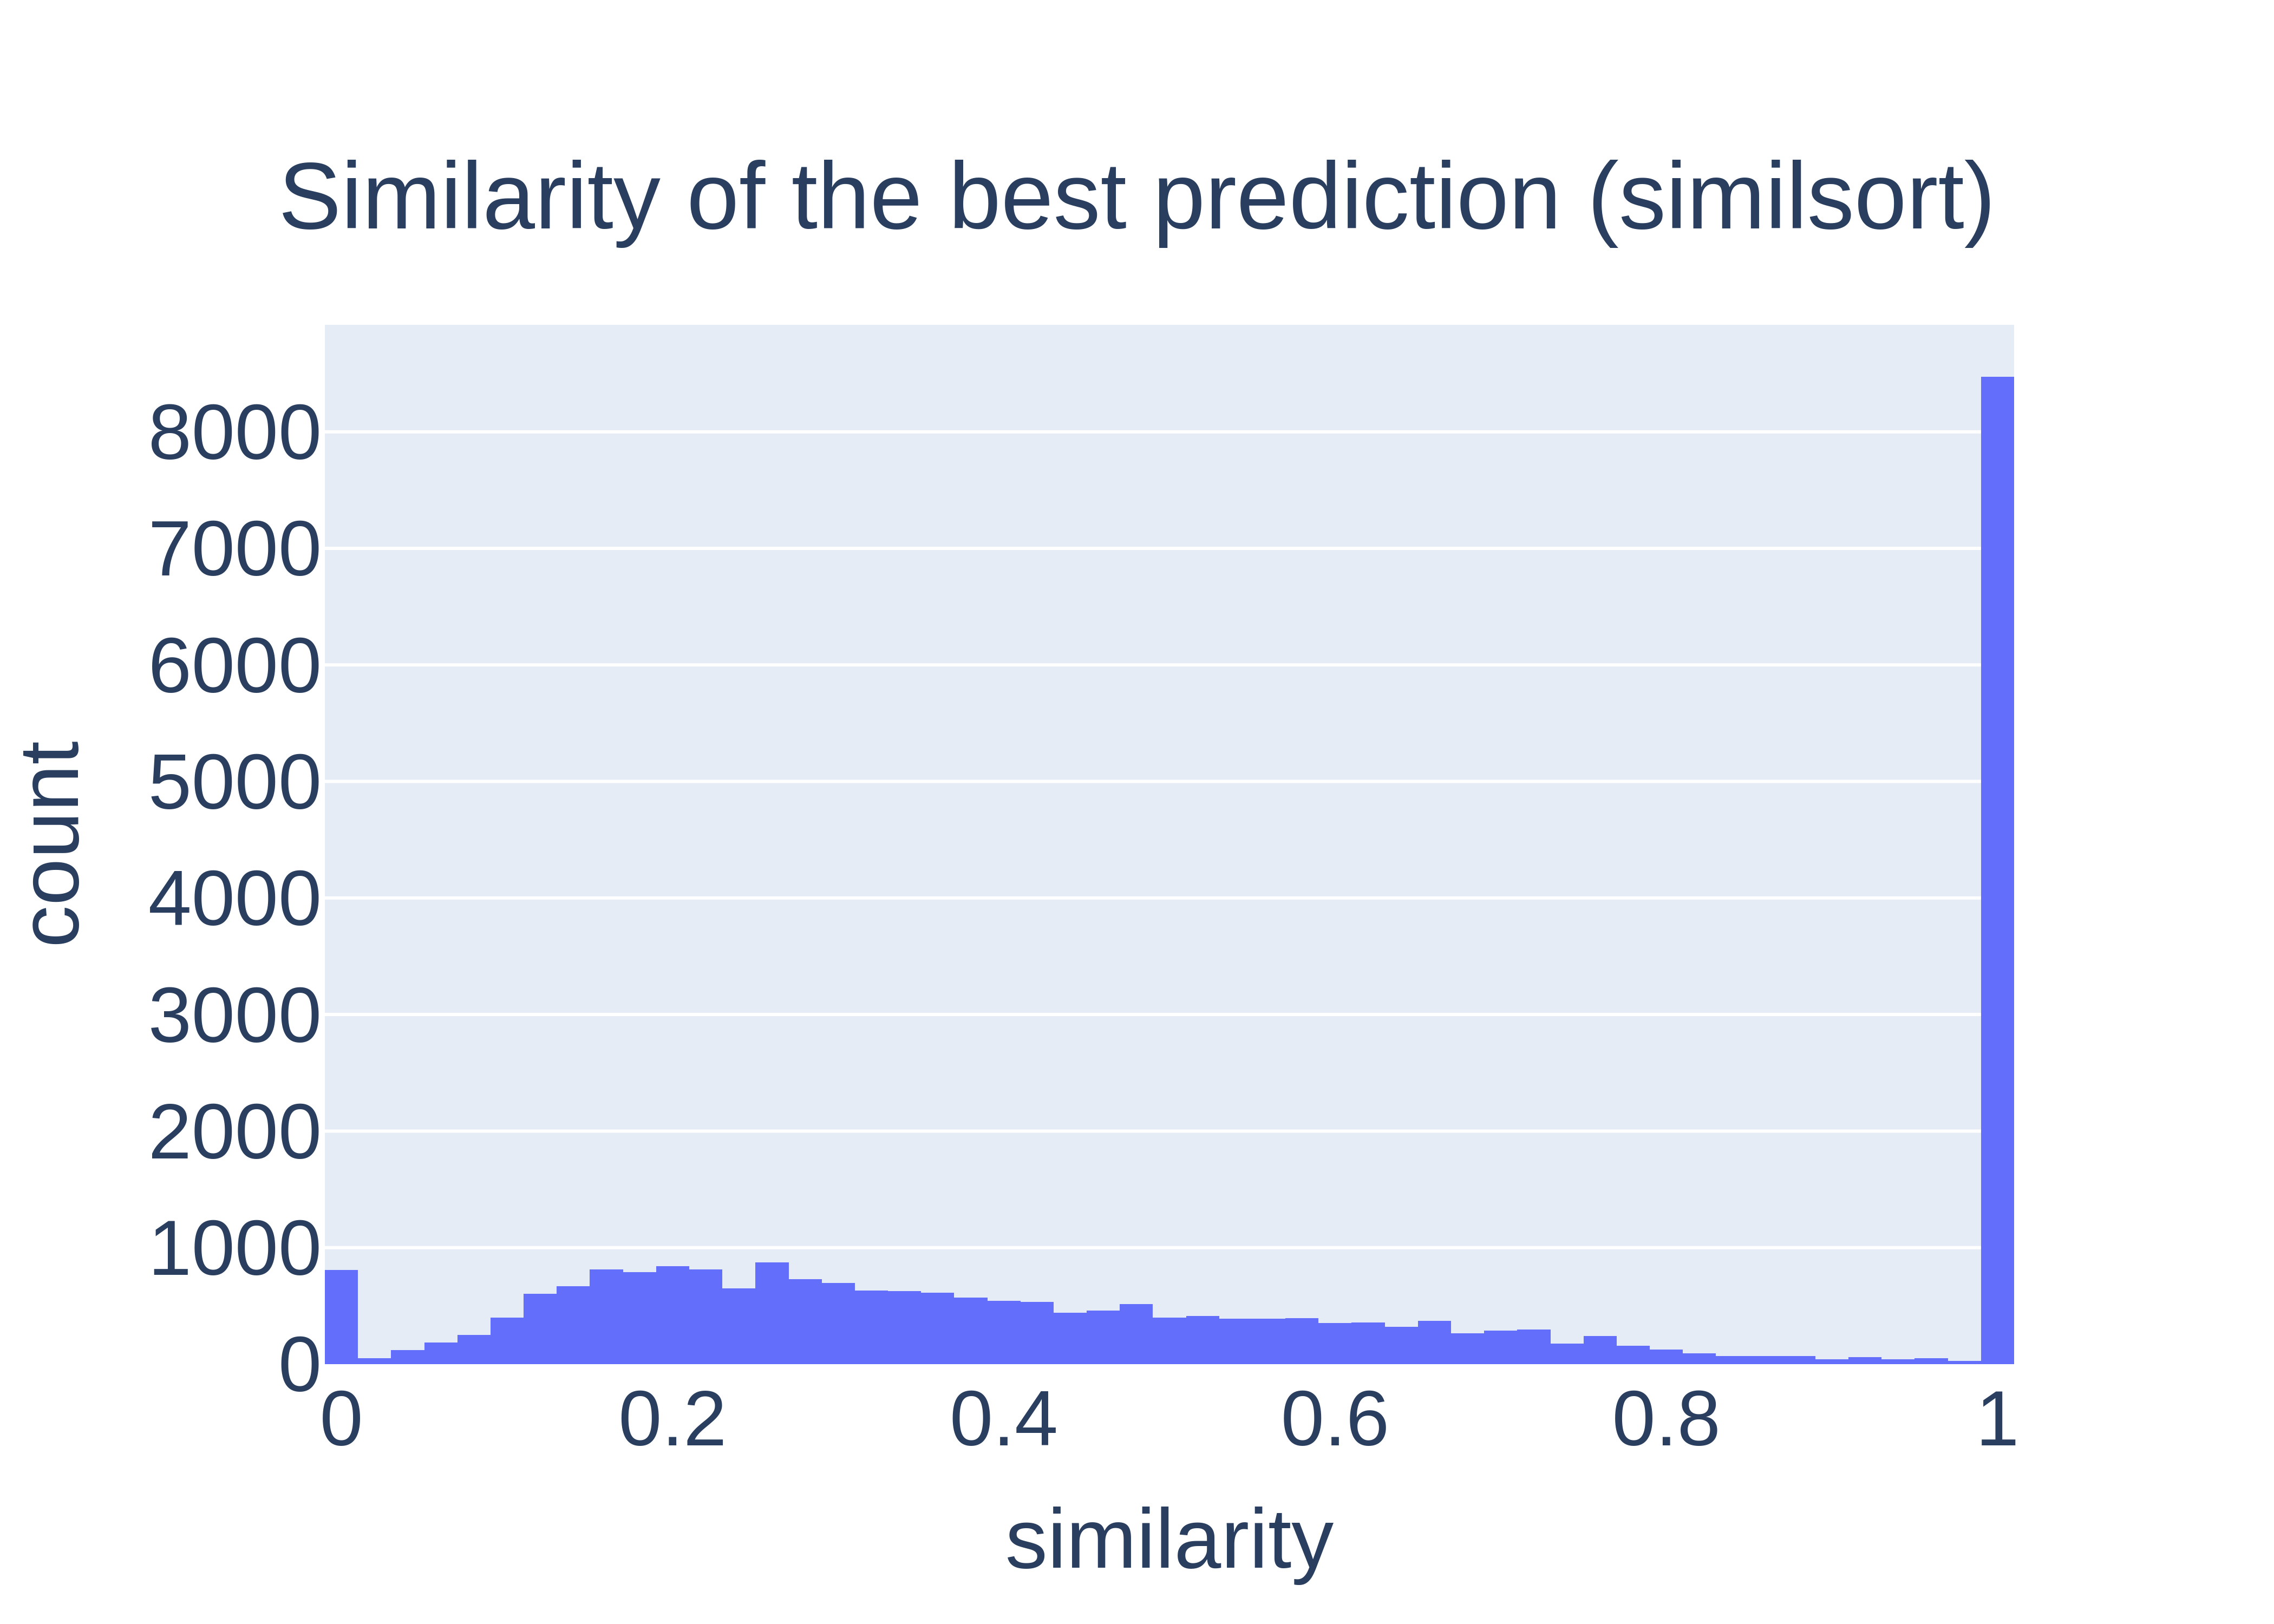 Similarity of the best prediction (similsort)
8000
7000
6000
5000
4000
3000
2000
1000
0
count
0 0.2 0.4 0.6 0.8 1
similarity